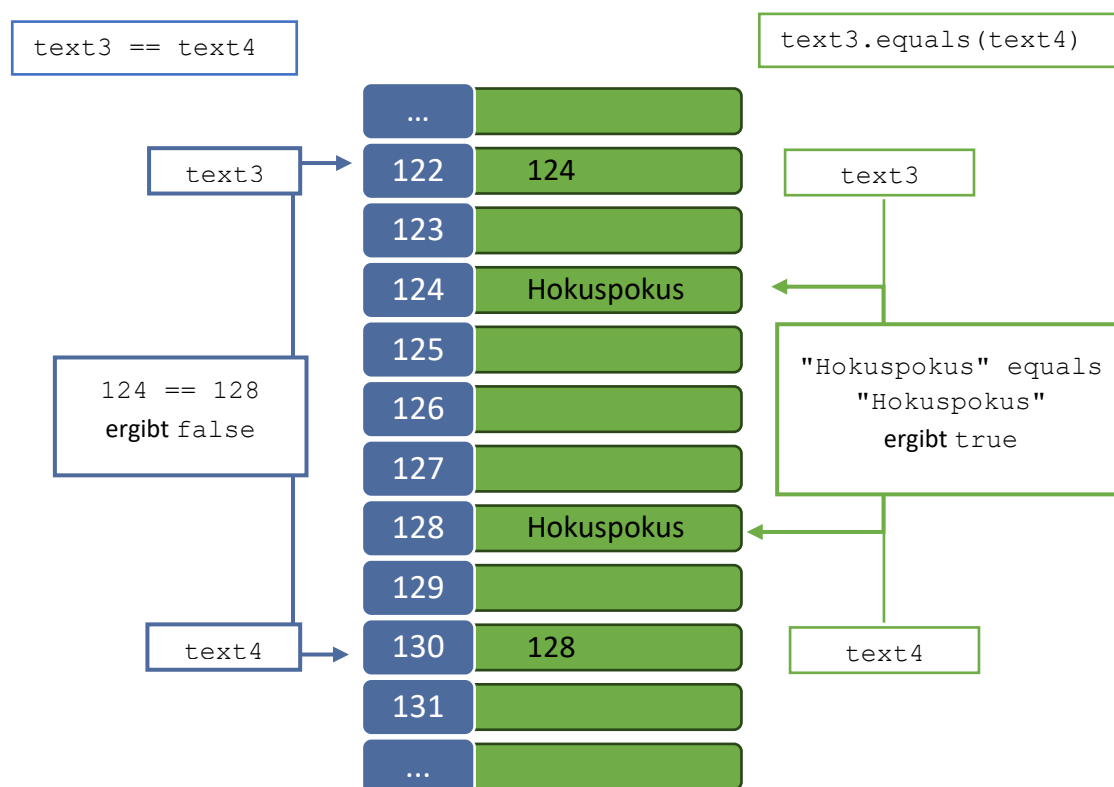 text3 == text4
text3.equals(text4)
...
text3
122 124
text3
123
124 Hokuspokus
125
124 == 128
ergibt false
"Hokuspokus" equals
"Hokuspokus"
ergibt true
126
127
128 Hokuspokus
129
text4
130 128
text4
131
...